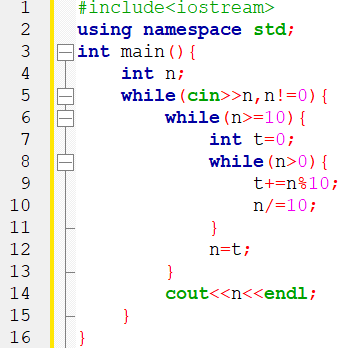 1 #include<iostream>
2 using namespace std;
3 int main(){
4     int n;
5     while(cin>>n,n!=0){
6         while(n>=10){
7             int t=0;
8             while(n>0){
9                 t+=n%10;
10                 n/=10;
11             }
12             n=t;
13         }
14         cout<<n<<endl;
15     }
16 }